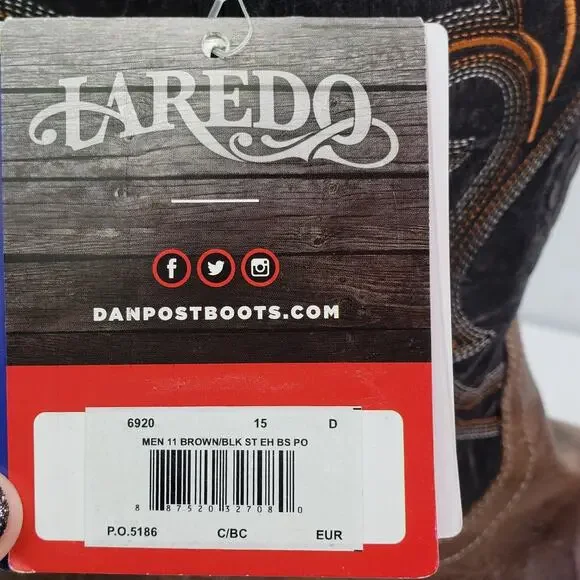 LAREDO
DANPOSTBOOTS.COM
6920 15 D
MEN 11 BROWN/BLK ST EH BS PO
8 87520 32708 0
P.O.5186 C/BC EUR